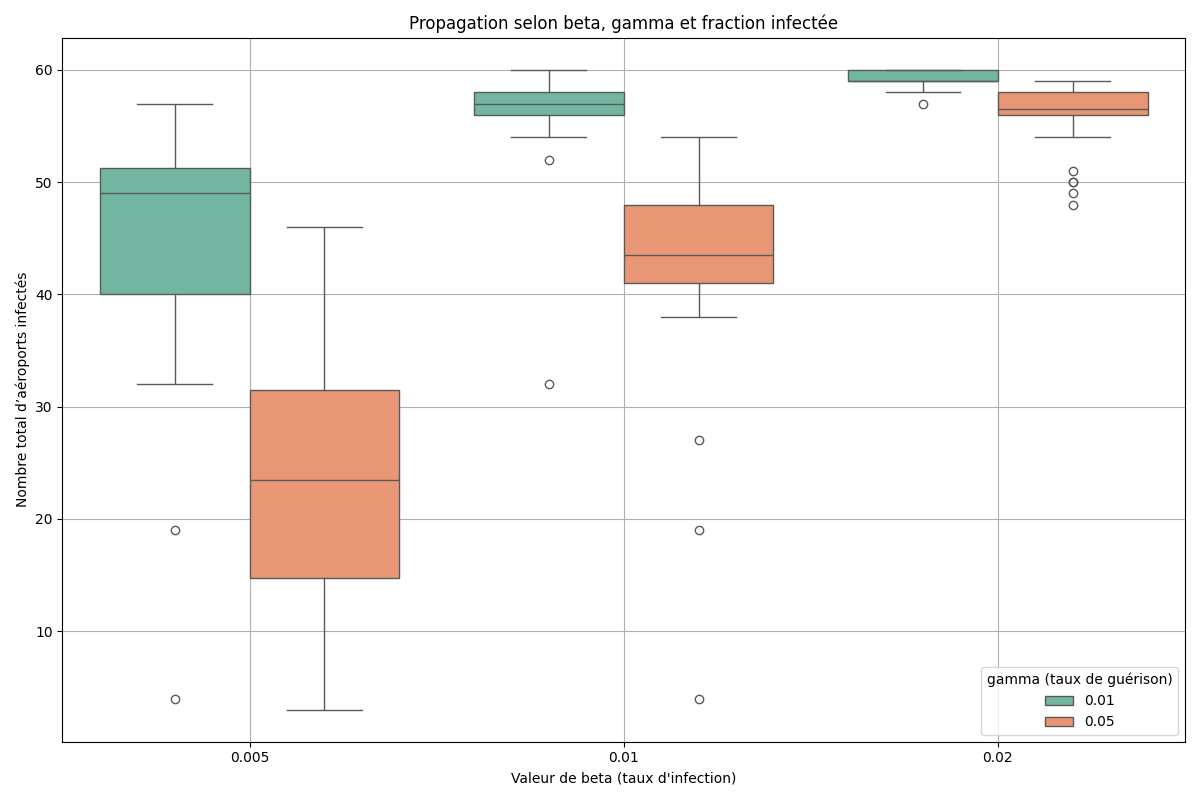 Propagation selon beta, gamma et fraction infectée
Nombre total d’aéroports infectés
60
50
40
30
20
10
0.005
0.01
0.02
Valeur de beta (taux d'infection)
gamma (taux de guérison)
0.01
0.05